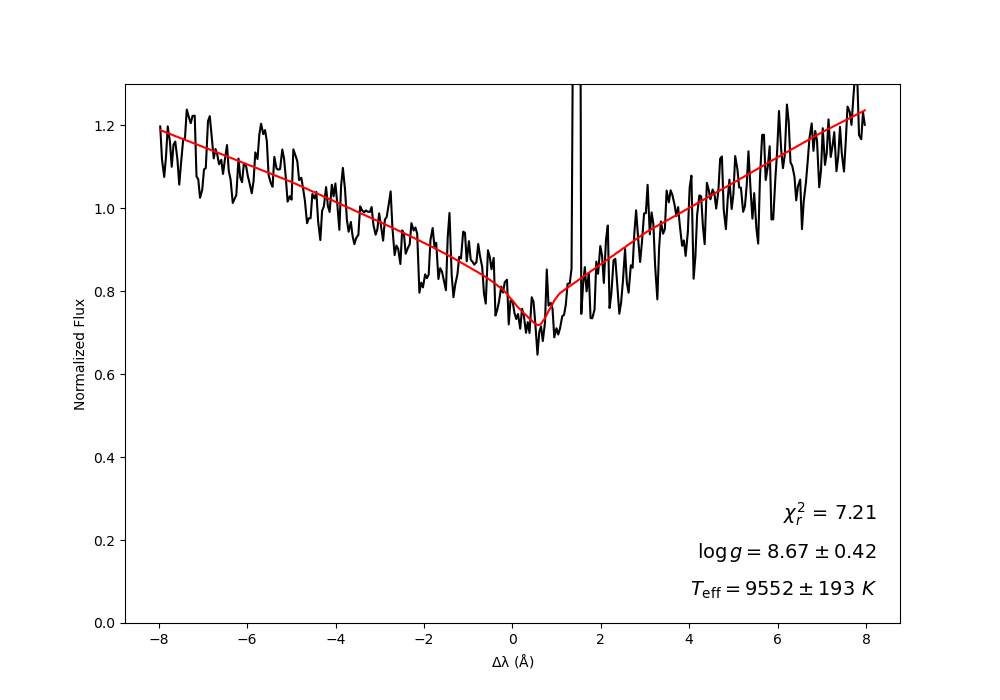 Normalized Flux
1.2
1.0
0.8
0.6
0.4
0.2
0.0
χ²ᵣ = 7.21
log g = 8.67 ± 0.42
T_eff = 9552 ± 193 K
−8 −6 −4 −2 0 2 4 6 8
Δλ (Å)